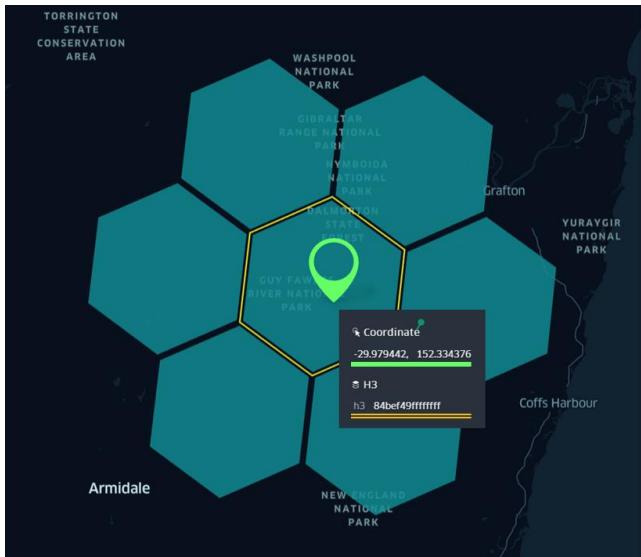 TORRINGTON
STATE
CONSERVATION
AREA
WASHPOOL
NATIONAL
PARK
GIBRALTAR
RANGE NATIONAL
PARK
NYMBOIDA
NATIONAL
PARK
Grafton
DALMORTON
STATE
FOREST
YURAYGIR
NATIONAL
PARK
GUY FAWKES
RIVER NATIONAL
PARK
Coordinate
-29.979442, 152.334376
H3
h3 84bef49ffffffff
Coffs Harbour
Armidale
NEW ENGLAND
NATIONAL
PARK